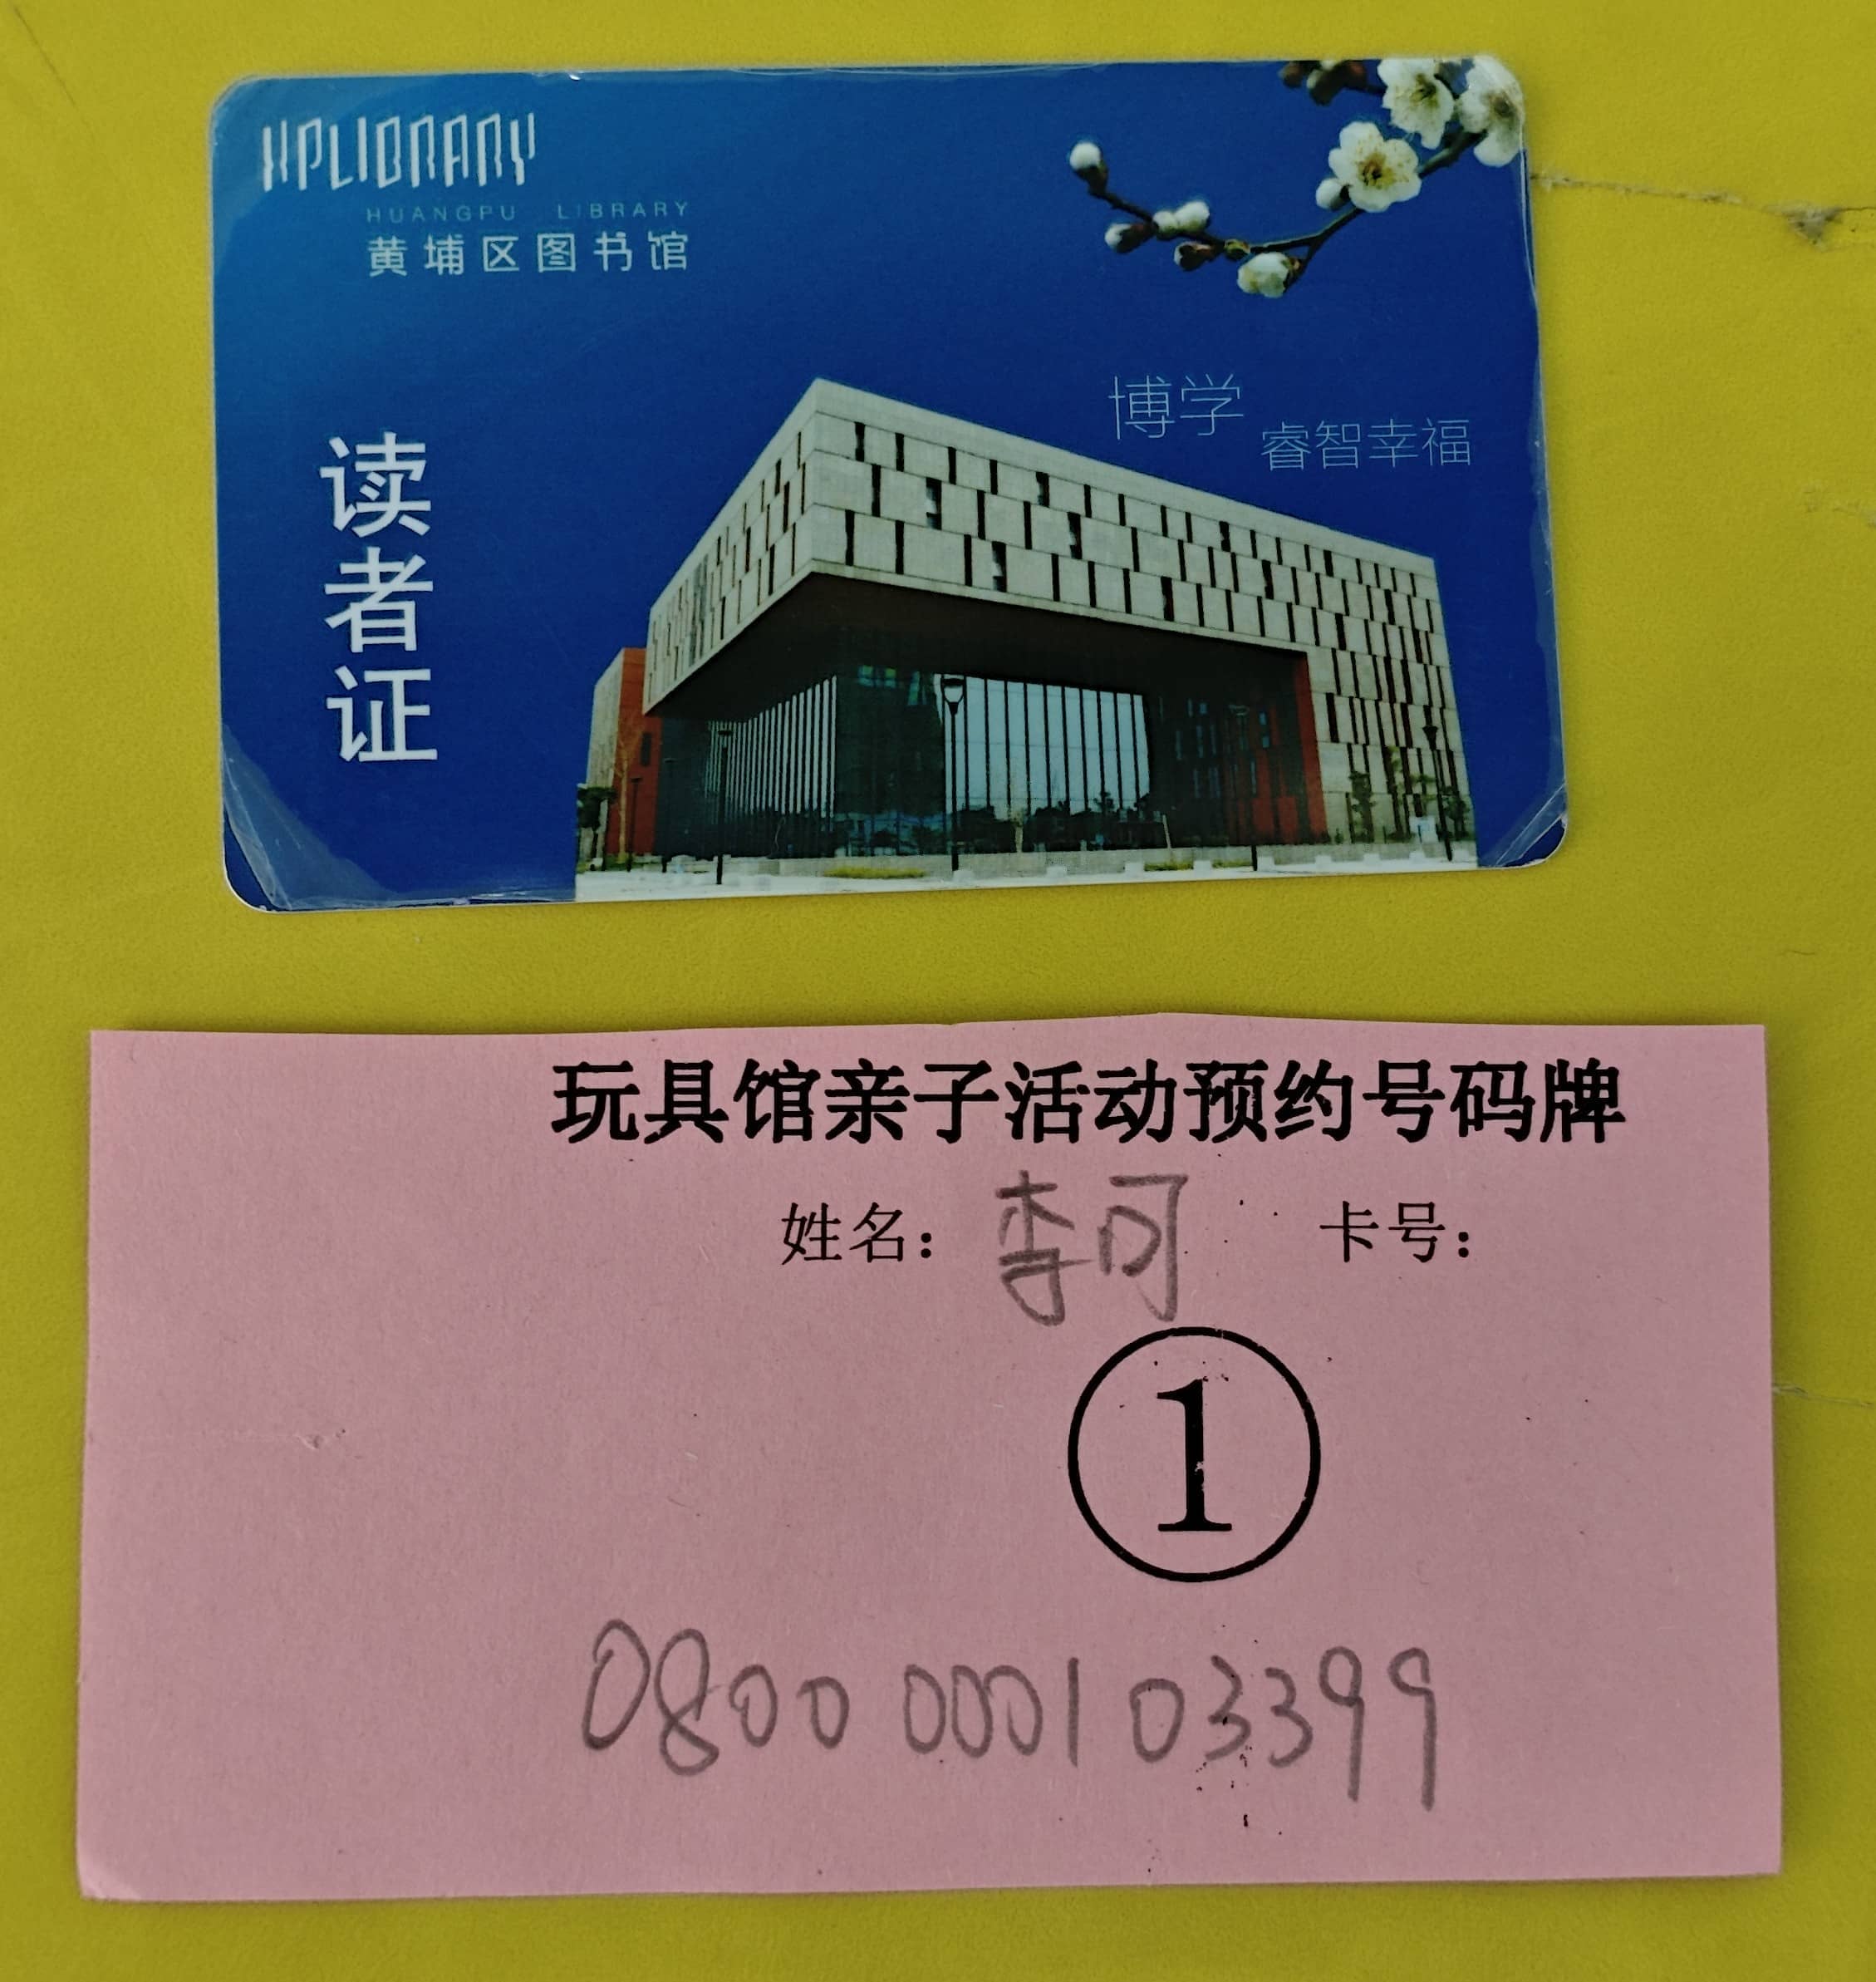 HPLIBRARY
HUANGPU LIBRARY
黄埔区图书馆
博学
睿智幸福
读者证
玩具馆亲子活动预约号码牌
姓名：李可 卡号：
1
0800 0001 03399